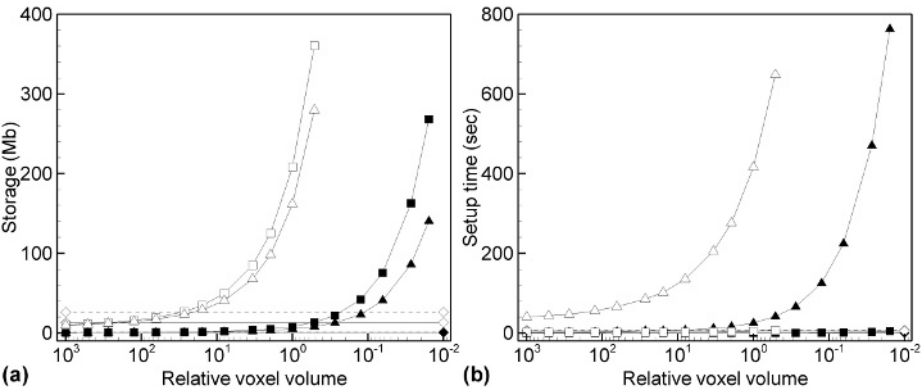 400
300
200
100
0
Storage (Mb)
10³ 10² 10¹ 10⁰ 10⁻¹ 10⁻²
(a) Relative voxel volume
800
600
400
200
0
Setup time (sec)
10³ 10² 10¹ 10⁰ 10⁻¹ 10⁻²
(b) Relative voxel volume